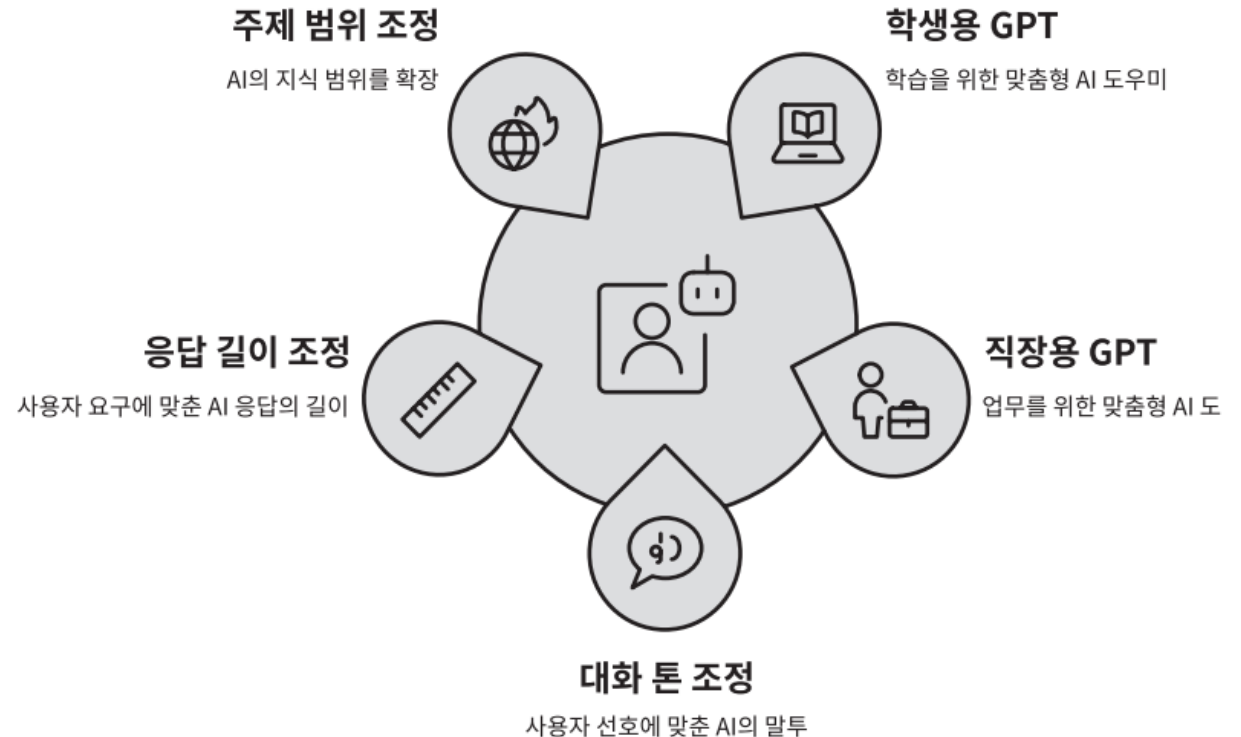 주제 범위 조정
AI의 지식 범위를 확장
학생용 GPT
학습을 위한 맞춤형 AI 도우미
응답 길이 조정
사용자 요구에 맞춘 AI 응답의 길이
직장용 GPT
업무를 위한 맞춤형 AI 도
대화 톤 조정
사용자 선호에 맞춘 AI의 말투